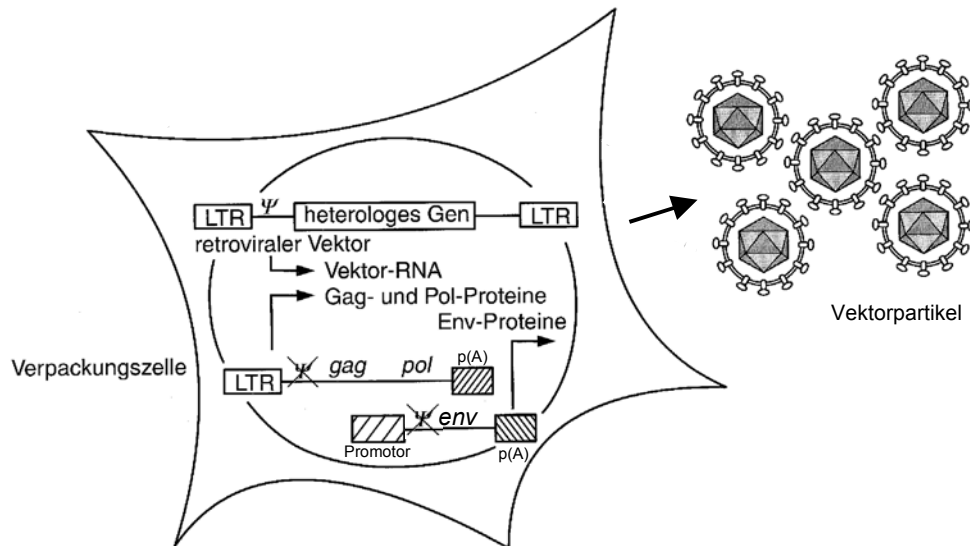 Ψ
LTR heterologes Gen LTR
retroviraler Vektor
Vektor-RNA
Gag- und Pol-Proteine
Env-Proteine
Vektorpartikel
Verpackungszelle
LTR Ψ gag pol p(A)
Ψ env
Promotor p(A)